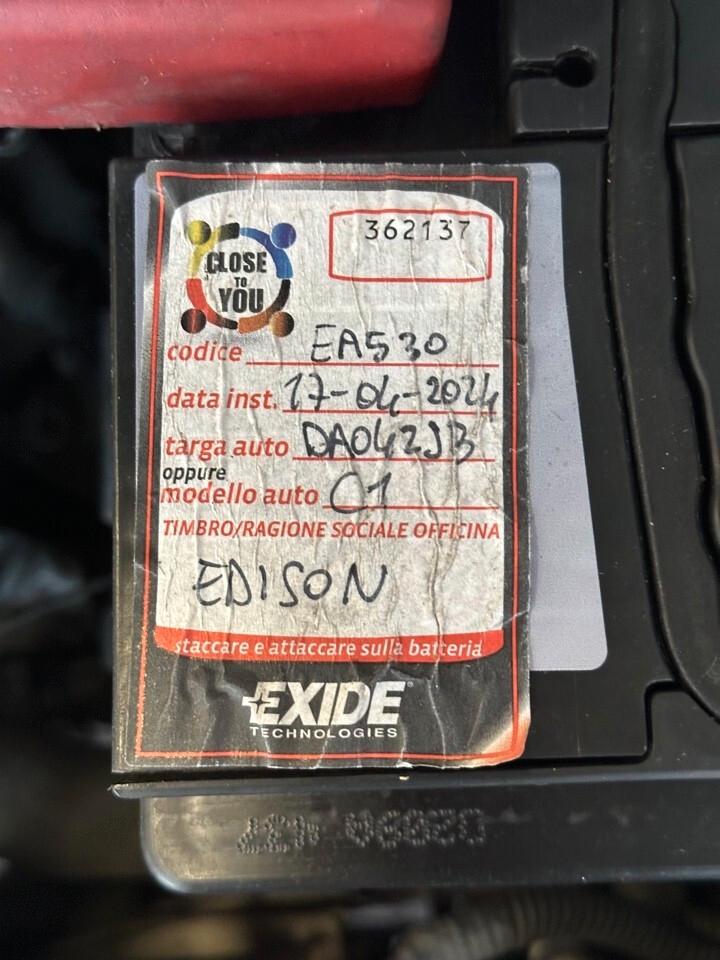 CLOSE
TO
YOU
362137
codice EA530
data inst. 17-04-2024
targa auto DA042JB
oppure
modello auto C1
TIMBRO/RAGIONE SOCIALE OFFICINA
EDISON
staccare e attaccare sulla batteria
EXIDE
TECHNOLOGIES